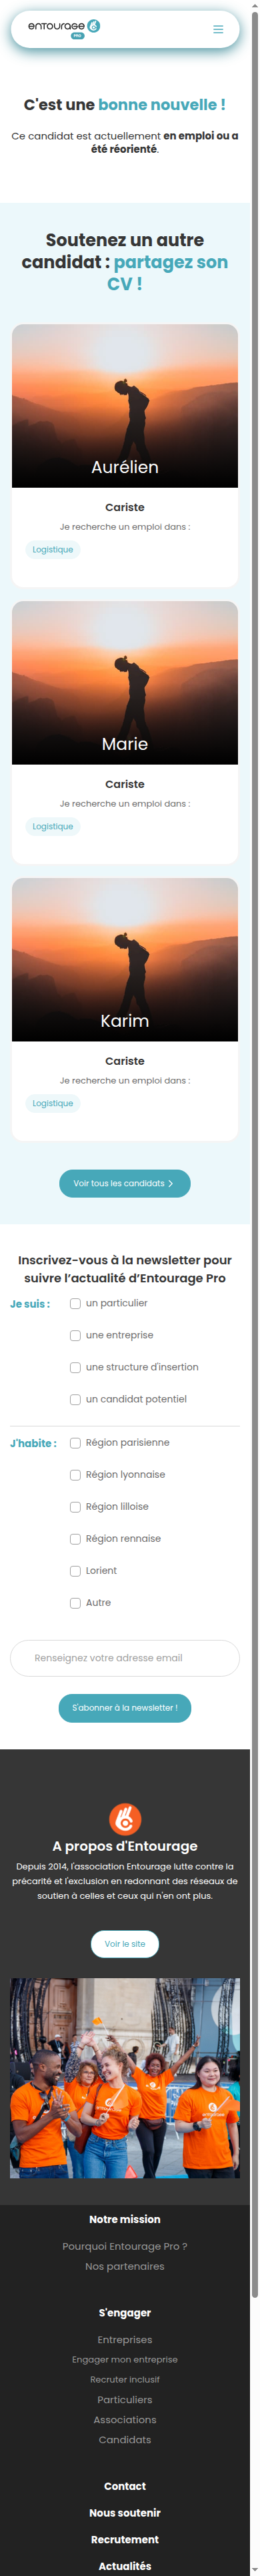 entourage
PRO
C'est une bonne nouvelle !
Ce candidat est actuellement en emploi ou a
été réorienté.
Soutenez un autre
candidat : partagez son
CV !
Aurélien
Cariste
Je recherche un emploi dans :
Logistique
Marie
Cariste
Je recherche un emploi dans :
Logistique
Karim
Cariste
Je recherche un emploi dans :
Logistique
Voir tous les candidats
Inscrivez-vous à la newsletter pour
suivre l’actualité d’Entourage Pro
Je suis :
un particulier
une entreprise
une structure d'insertion
un candidat potentiel
J'habite :
Région parisienne
Région lyonnaise
Région lilloise
Région rennaise
Lorient
Autre
Renseignez votre adresse email
S'abonner à la newsletter !
A propos d'Entourage
Depuis 2014, l'association Entourage lutte contre la
précarité et l'exclusion en redonnant des réseaux de
soutien à celles et ceux qui n'en ont plus.
Voir le site
Notre mission
Pourquoi Entourage Pro ?
Nos partenaires
S'engager
Entreprises
Engager mon entreprise
Recruter inclusif
Particuliers
Associations
Candidats
Contact
Nous soutenir
Recrutement
Actualités